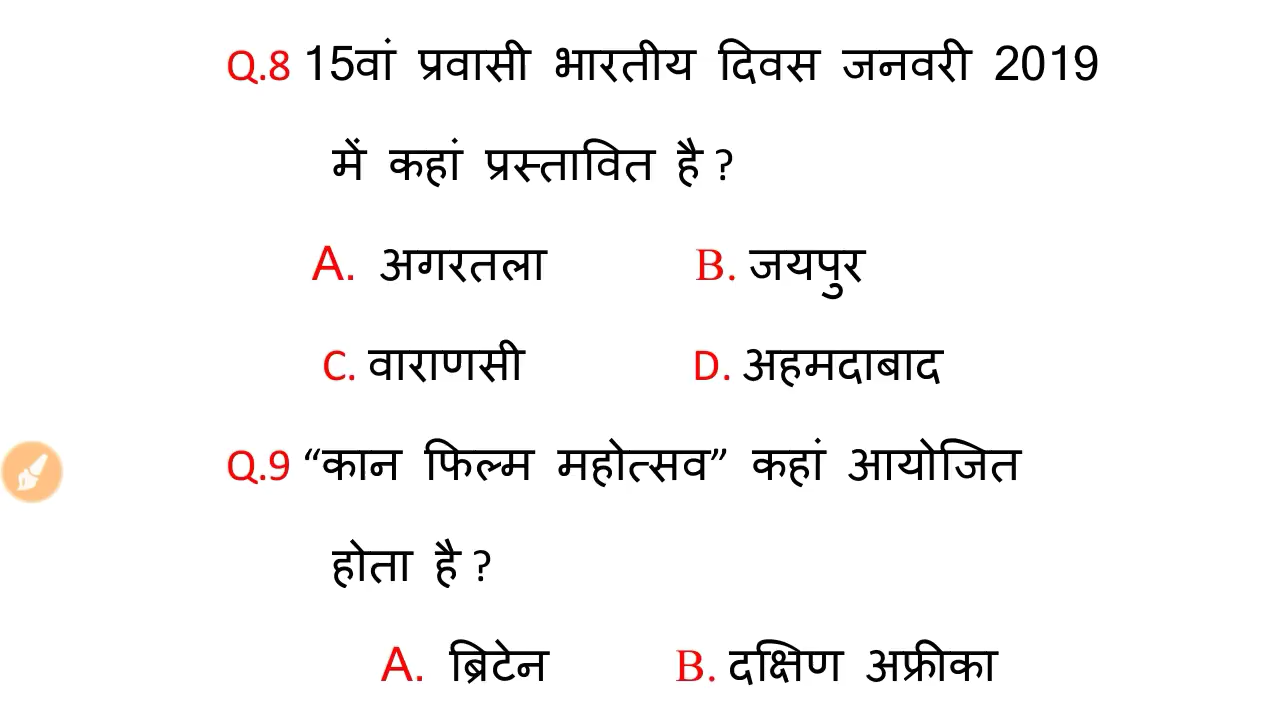 Q.8 15वां प्रवासी भारतीय दिवस जनवरी 2019
में कहां प्रस्तावित है ?
A. अगरतला B. जयपुर
C. वाराणसी D. अहमदाबाद
Q.9 “कान फिल्म महोत्सव” कहां आयोजित
होता है ?
A. ब्रिटेन B. दक्षिण अफ्रीका